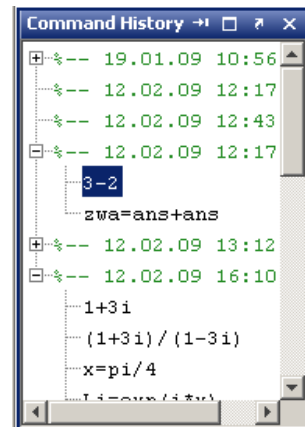 Command History
%-- 19.01.09 10:56
%-- 12.02.09 12:17
%-- 12.02.09 12:43
%-- 12.02.09 12:17
3-2
zwa=ans+ans
%-- 12.02.09 13:12
%-- 12.02.09 16:10
1+3i
(1+3i)/(1-3i)
x=pi/4